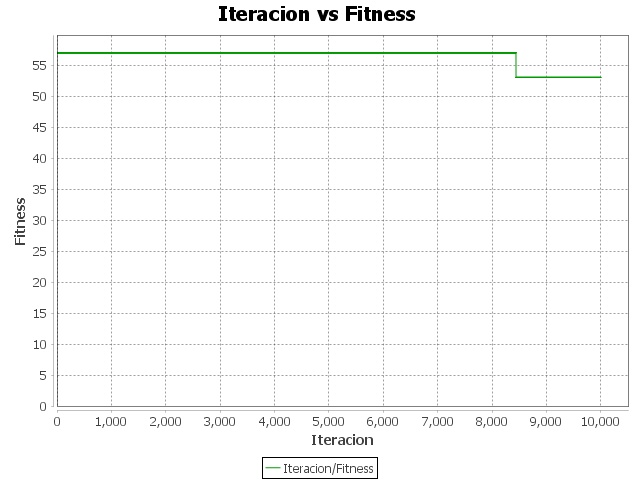 Iteracion vs Fitness
55
50
45
40
35
30
25
20
15
10
5
0
Fitness
0 1,000 2,000 3,000 4,000 5,000 6,000 7,000 8,000 9,000 10,000
Iteracion
Iteracion/Fitness